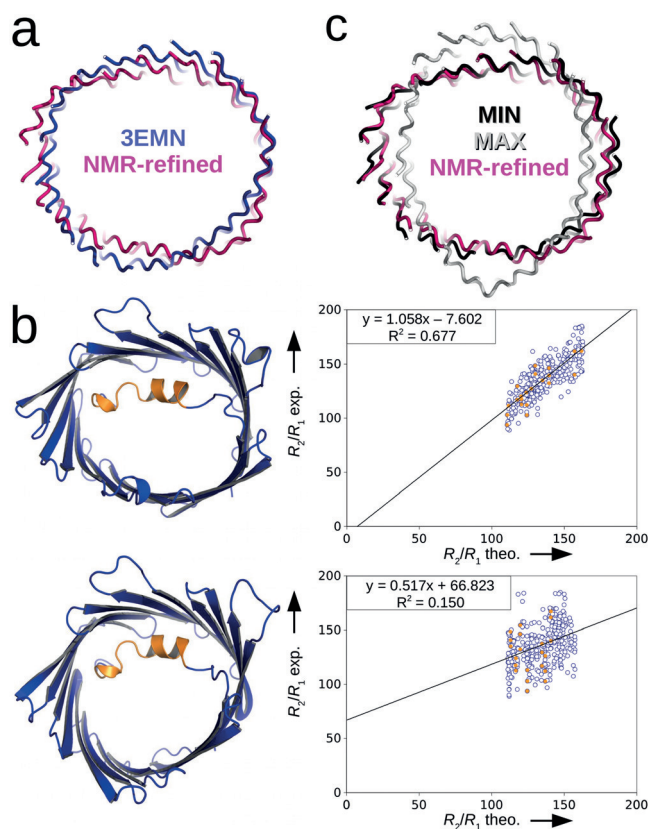 a
3EMN
NMR-refined
c
MIN
MAX
NMR-refined
b
y = 1.058x – 7.602
R² = 0.677
R₂/R₁ exp.
200
150
100
50
0
0 50 100 150 200
R₂/R₁ theo.
y = 0.517x + 66.823
R² = 0.150
R₂/R₁ exp.
200
150
100
50
0
0 50 100 150 200
R₂/R₁ theo.